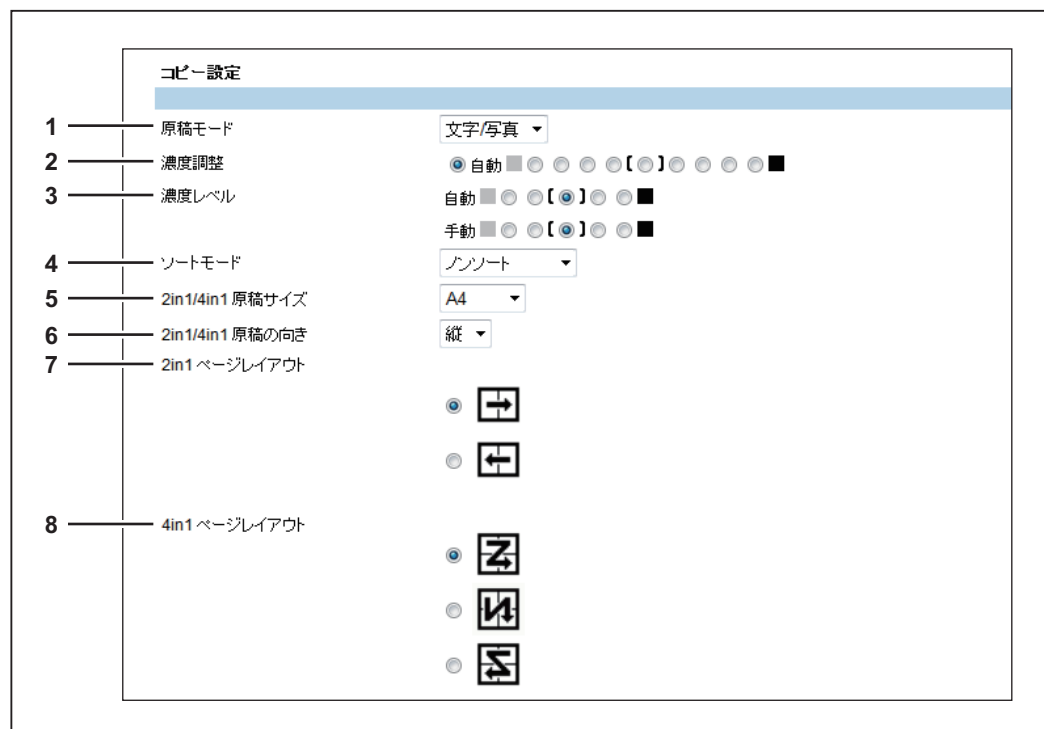 コピー設定
1 原稿モード 文字/写真
2 濃度調整 自動 [ ]
3 濃度レベル 自動 [ ]
手動 [ ]
4 ソートモード ノンソート
5 2in1/4in1 原稿サイズ A4
6 2in1/4in1 原稿の向き 縦
7 2in1 ページレイアウト
8 4in1 ページレイアウト